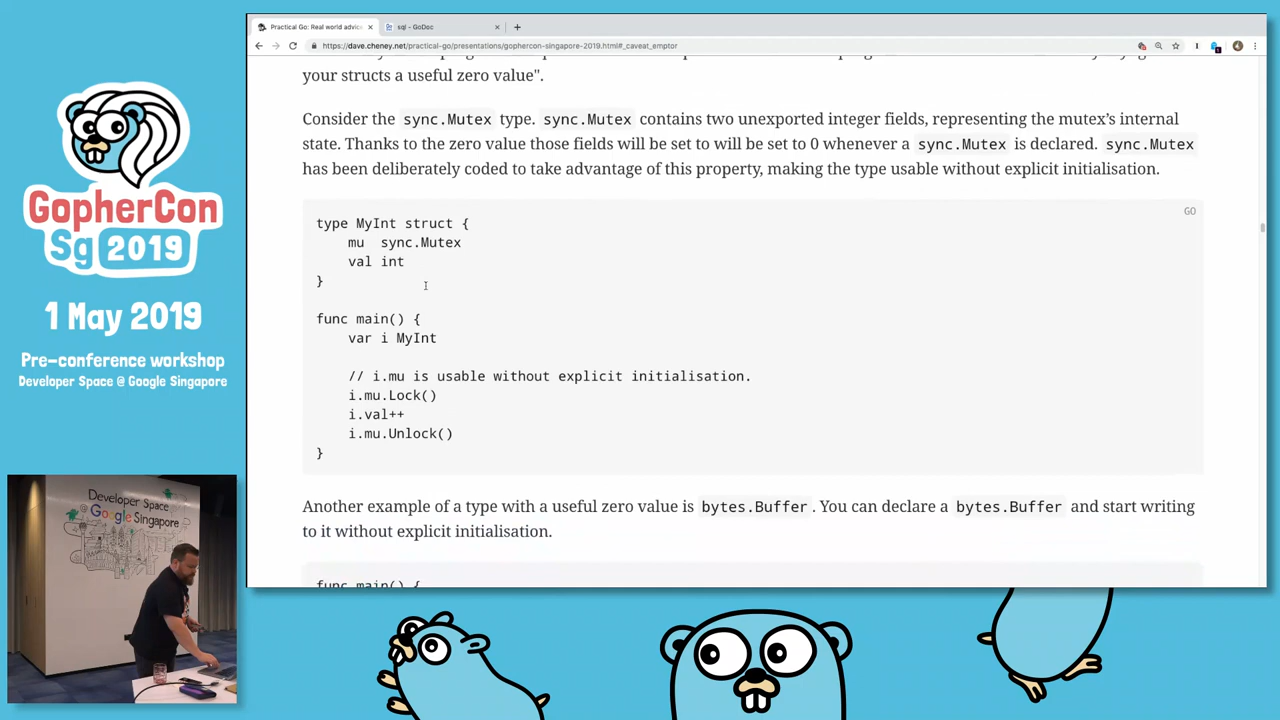 Practical Go: Real world advic
sql - GoDoc
https://dave.cheney.net/practical-go/presentations/gophercon-singapore-2019.html#_caveat_emptor
your structs a useful zero value".
Consider the sync.Mutex type. sync.Mutex contains two unexported integer fields, representing the mutex’s internal
state. Thanks to the zero value those fields will be set to will be set to 0 whenever a sync.Mutex is declared. sync.Mutex
has been deliberately coded to take advantage of this property, making the type usable without explicit initialisation.
GO
type MyInt struct {
mu sync.Mutex
val int
}
func main() {
var i MyInt
// i.mu is usable without explicit initialisation.
i.mu.Lock()
i.val++
i.mu.Unlock()
}
Another example of a type with a useful zero value is bytes.Buffer. You can declare a bytes.Buffer and start writing
to it without explicit initialisation.
func main() {
GopherCon
Sg 2019
1 May 2019
Pre-conference workshop
Developer Space @ Google Singapore
Developer Space
@ Google Singapore